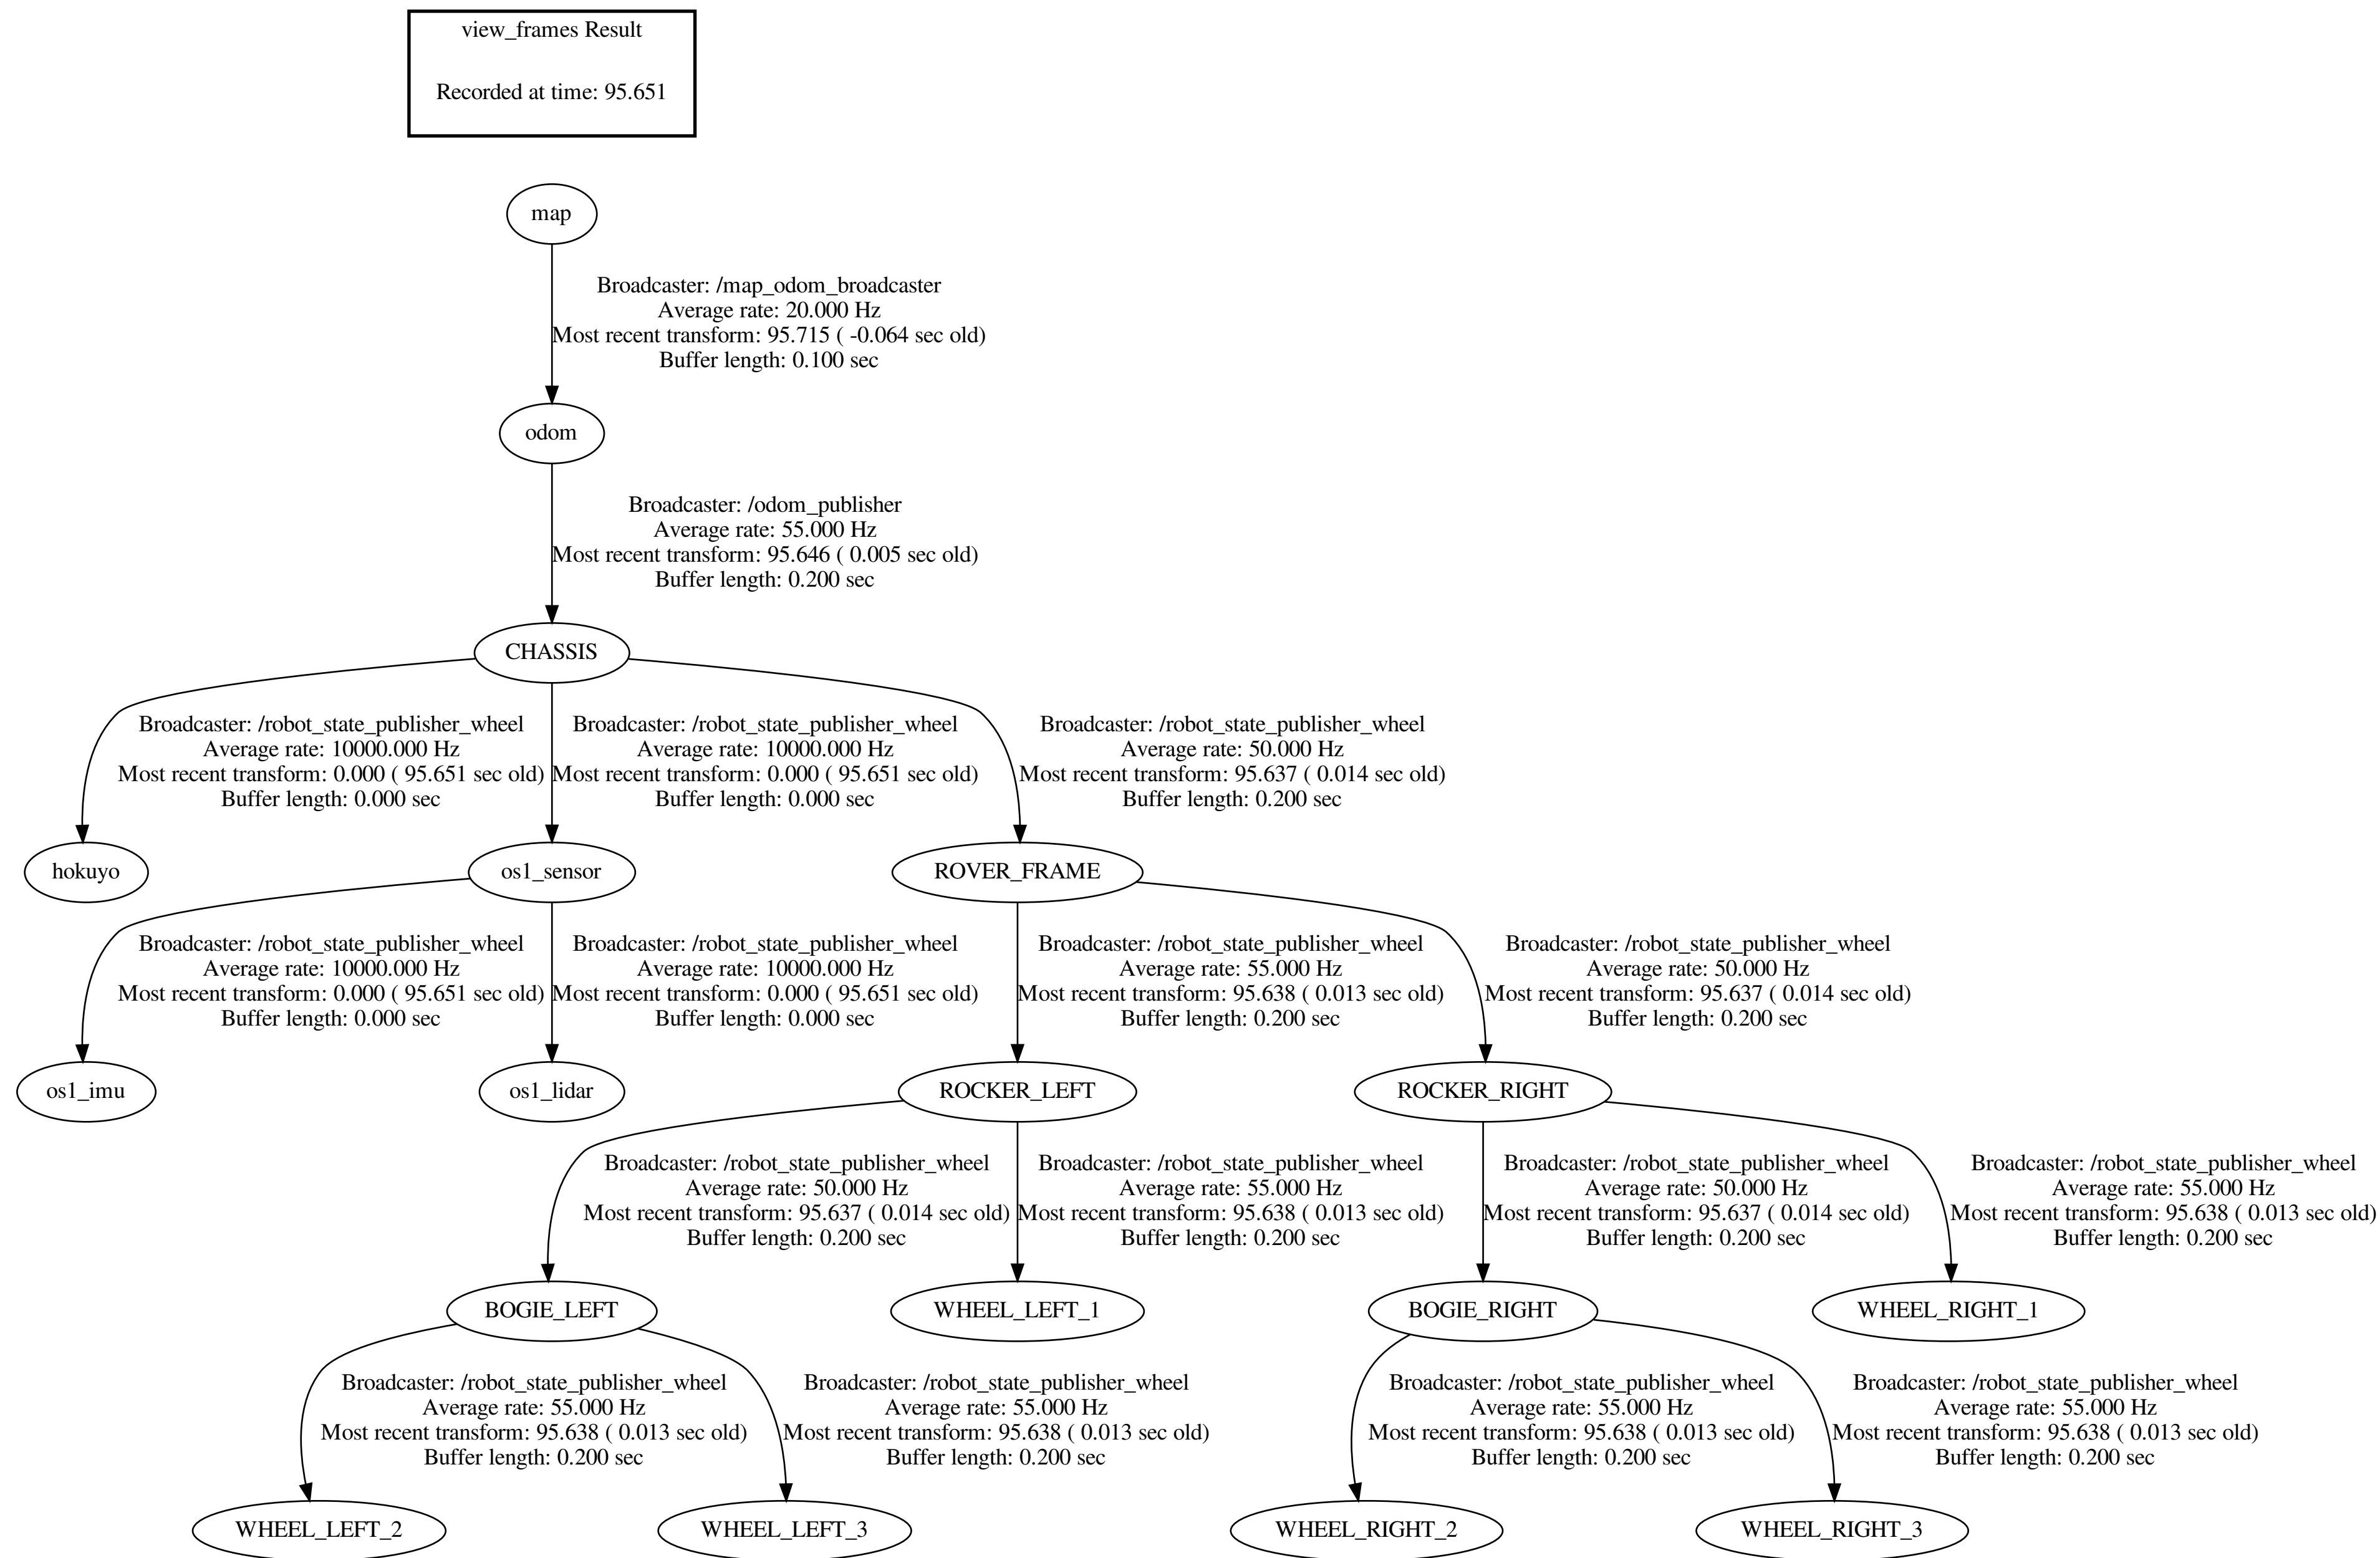 view_frames Result
Recorded at time: 95.651
map
Broadcaster: /map_odom_broadcaster
Average rate: 20.000 Hz
Most recent transform: 95.715 ( -0.064 sec old)
Buffer length: 0.100 sec
odom
Broadcaster: /odom_publisher
Average rate: 55.000 Hz
Most recent transform: 95.646 ( 0.005 sec old)
Buffer length: 0.200 sec
CHASSIS
Broadcaster: /robot_state_publisher_wheel
Average rate: 10000.000 Hz
Most recent transform: 0.000 ( 95.651 sec old)
Buffer length: 0.000 sec
Broadcaster: /robot_state_publisher_wheel
Average rate: 10000.000 Hz
Most recent transform: 0.000 ( 95.651 sec old)
Buffer length: 0.000 sec
Broadcaster: /robot_state_publisher_wheel
Average rate: 50.000 Hz
Most recent transform: 95.637 ( 0.014 sec old)
Buffer length: 0.200 sec
hokuyo
os1_sensor
ROVER_FRAME
Broadcaster: /robot_state_publisher_wheel
Average rate: 10000.000 Hz
Most recent transform: 0.000 ( 95.651 sec old)
Buffer length: 0.000 sec
Broadcaster: /robot_state_publisher_wheel
Average rate: 10000.000 Hz
Most recent transform: 0.000 ( 95.651 sec old)
Buffer length: 0.000 sec
Broadcaster: /robot_state_publisher_wheel
Average rate: 55.000 Hz
Most recent transform: 95.638 ( 0.013 sec old)
Buffer length: 0.200 sec
Broadcaster: /robot_state_publisher_wheel
Average rate: 50.000 Hz
Most recent transform: 95.637 ( 0.014 sec old)
Buffer length: 0.200 sec
os1_imu
os1_lidar
ROCKER_LEFT
ROCKER_RIGHT
Broadcaster: /robot_state_publisher_wheel
Average rate: 50.000 Hz
Most recent transform: 95.637 ( 0.014 sec old)
Buffer length: 0.200 sec
Broadcaster: /robot_state_publisher_wheel
Average rate: 55.000 Hz
Most recent transform: 95.638 ( 0.013 sec old)
Buffer length: 0.200 sec
Broadcaster: /robot_state_publisher_wheel
Average rate: 50.000 Hz
Most recent transform: 95.637 ( 0.014 sec old)
Buffer length: 0.200 sec
Broadcaster: /robot_state_publisher_wheel
Average rate: 55.000 Hz
Most recent transform: 95.638 ( 0.013 sec old)
Buffer length: 0.200 sec
BOGIE_LEFT
WHEEL_LEFT_1
BOGIE_RIGHT
WHEEL_RIGHT_1
Broadcaster: /robot_state_publisher_wheel
Average rate: 55.000 Hz
Most recent transform: 95.638 ( 0.013 sec old)
Buffer length: 0.200 sec
Broadcaster: /robot_state_publisher_wheel
Average rate: 55.000 Hz
Most recent transform: 95.638 ( 0.013 sec old)
Buffer length: 0.200 sec
Broadcaster: /robot_state_publisher_wheel
Average rate: 55.000 Hz
Most recent transform: 95.638 ( 0.013 sec old)
Buffer length: 0.200 sec
Broadcaster: /robot_state_publisher_wheel
Average rate: 55.000 Hz
Most recent transform: 95.638 ( 0.013 sec old)
Buffer length: 0.200 sec
WHEEL_LEFT_2
WHEEL_LEFT_3
WHEEL_RIGHT_2
WHEEL_RIGHT_3